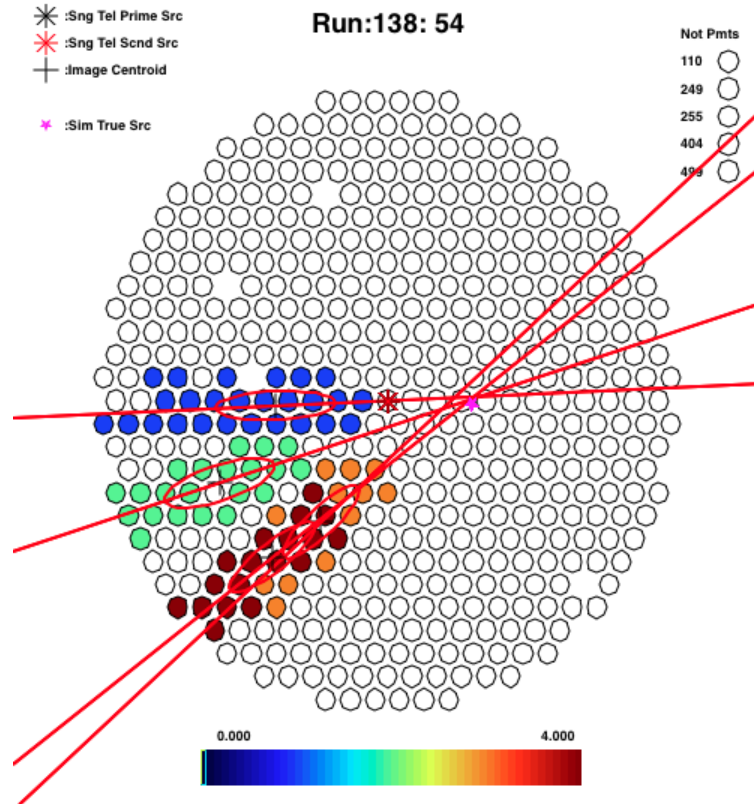 :Sng Tel Prime Src
Run:138: 54
:Sng Tel Scnd Src
Not Pmts
:Image Centroid
110
249
255
:Sim True Src
404
499
0.000
4.000